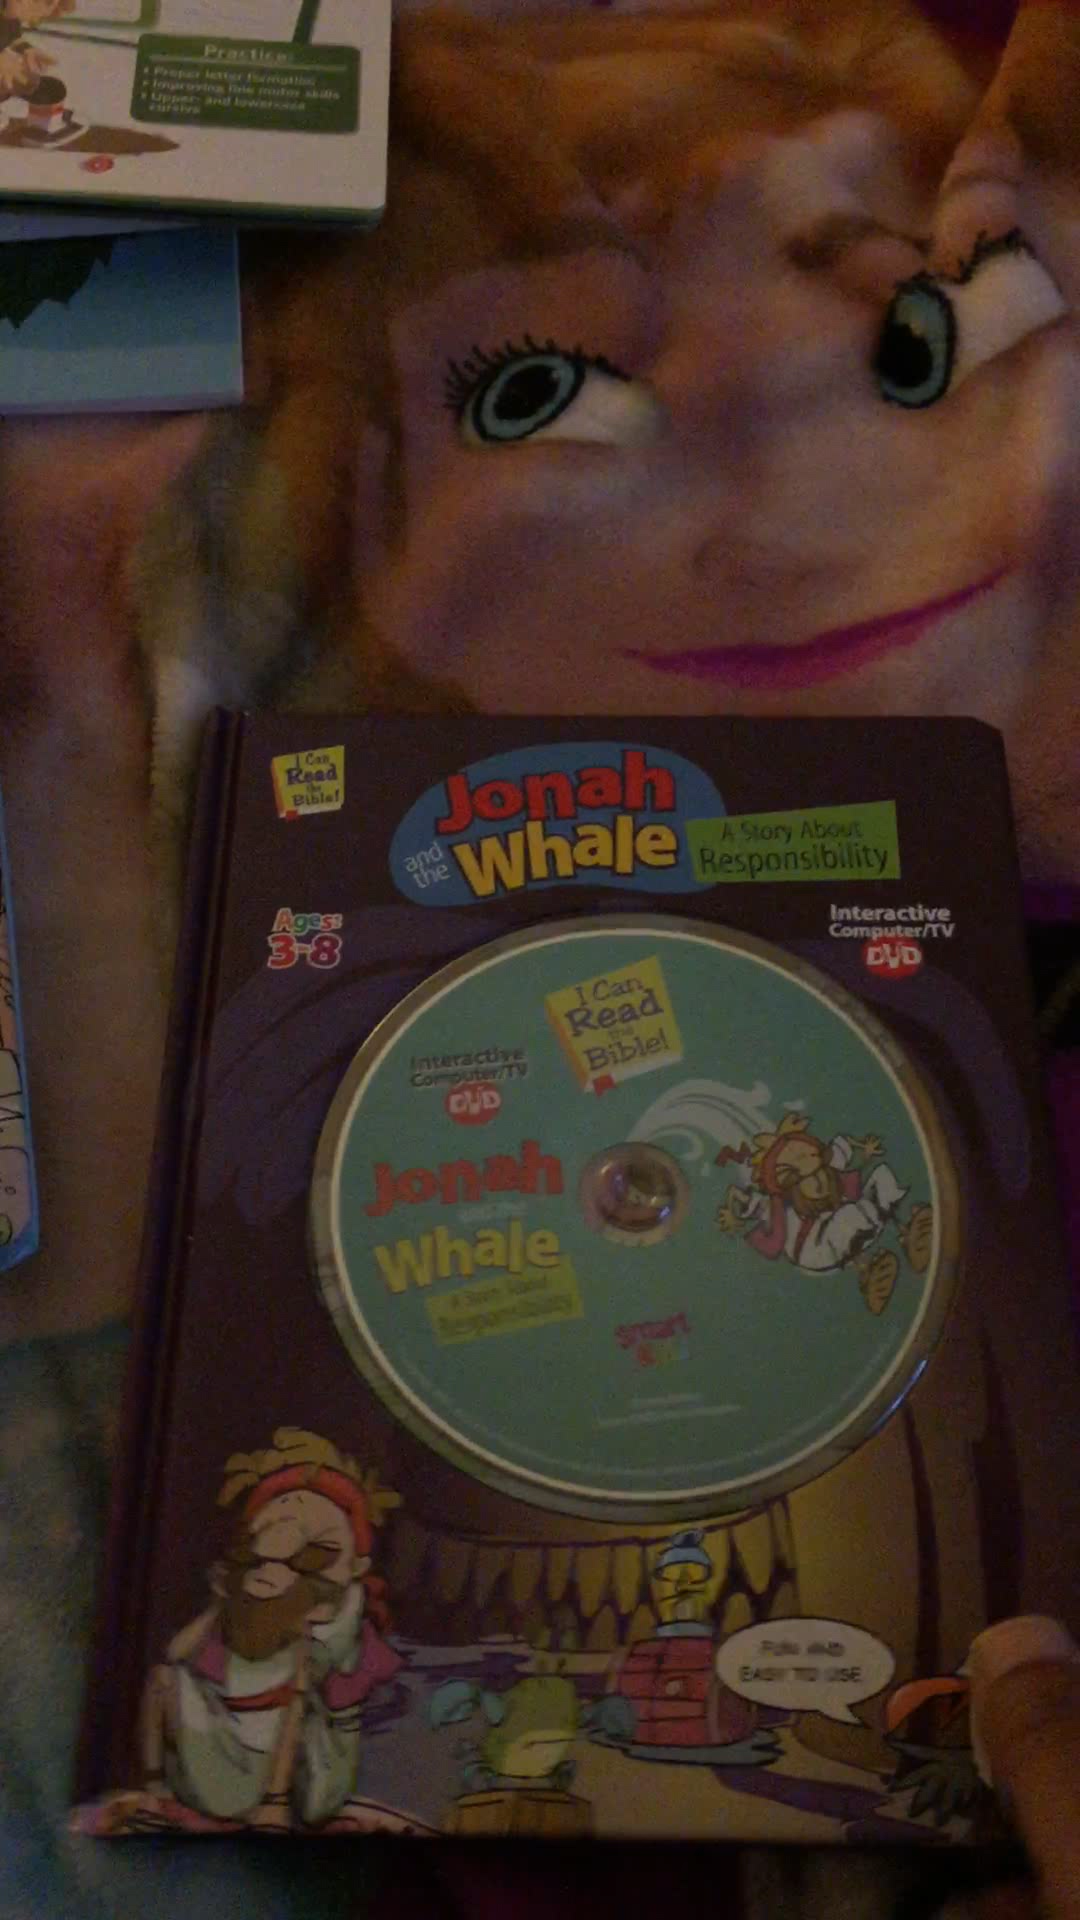 Practice:
• Proper letter formation
• Improving fine motor skills
• Upper- and lowercase
cursive
I Can
Read
the
Bible!
Jonah
and the
Whale
A Story About
Responsibility
Ages:
3-8
Interactive
Computer/TV
DVD
I Can
Read
the
Bible!
Interactive
Computer/TV
DVD
Jonah
and the
Whale
A Story About
Responsibility
smart
kids
FUN AND
EASY TO USE